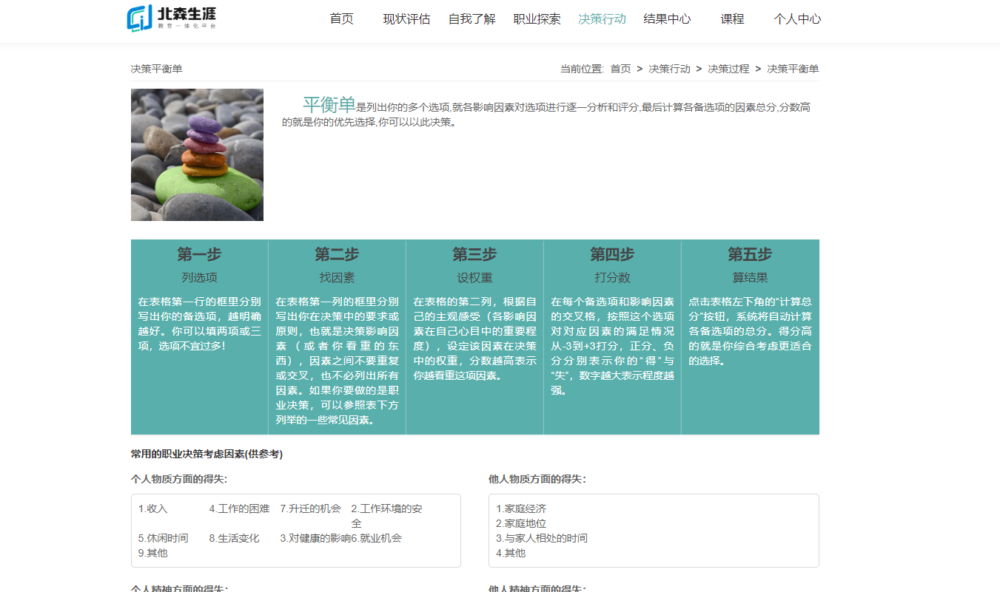 北森生涯
教育一体化平台
首页 现状评估 自我了解 职业探索 决策行动 结果中心 课程 个人中心
决策平衡单
当前位置: 首页 > 决策行动 > 决策过程 > 决策平衡单
平衡单是列出你的多个选项,就各影响因素对选项进行逐一分析和评分,最后计算各备选项的因素总分,分数高
的就是你的优先选择,你可以以此决策。
第一步
列选项
在表格第一行的框里分别
写出你的备选项，越明确
越好。你可以填两项或三
项，选项不宜过多!
第二步
找因素
在表格第一列的框里分别
写出你在决策中的要求或
原则，也就是决策影响因
素（或者你看重的东
西），因素之间不要重复
或交叉，也不必列出所有
因素。如果你要做的是职
业决策，可以参照表下方
列举的一些常见因素。
第三步
设权重
在表格的第二列，根据自
己的主观感受（各影响因
素在自己心目中的重要程
度），设定该因素在决策
中的权重，分数越高表示
你越看重这项因素。
第四步
打分数
在每个备选项和影响因素
的交叉格，按照这个选项
对对应因素的满足情况
从-3到+3打分，正分、负
分分别表示你的“得”与
“失”，数字越大表示程度越
强。
第五步
算结果
点击表格左下角的“计算总
分”按钮，系统将自动计算
各备选项的总分。得分高
的就是你综合考虑更适合
的选择。
常用的职业决策考虑因素(供参考)
个人物质方面的得失:
1.收入 4.工作的困难 7.升迁的机会 2.工作环境的安
全
5.休闲时间 8.生活变化 3.对健康的影响 6.就业机会
9.其他
他人物质方面的得失:
1.家庭经济
2.家庭地位
3.与家人相处的时间
4.其他
个人精神方面的得失:
他人精神方面的得失: